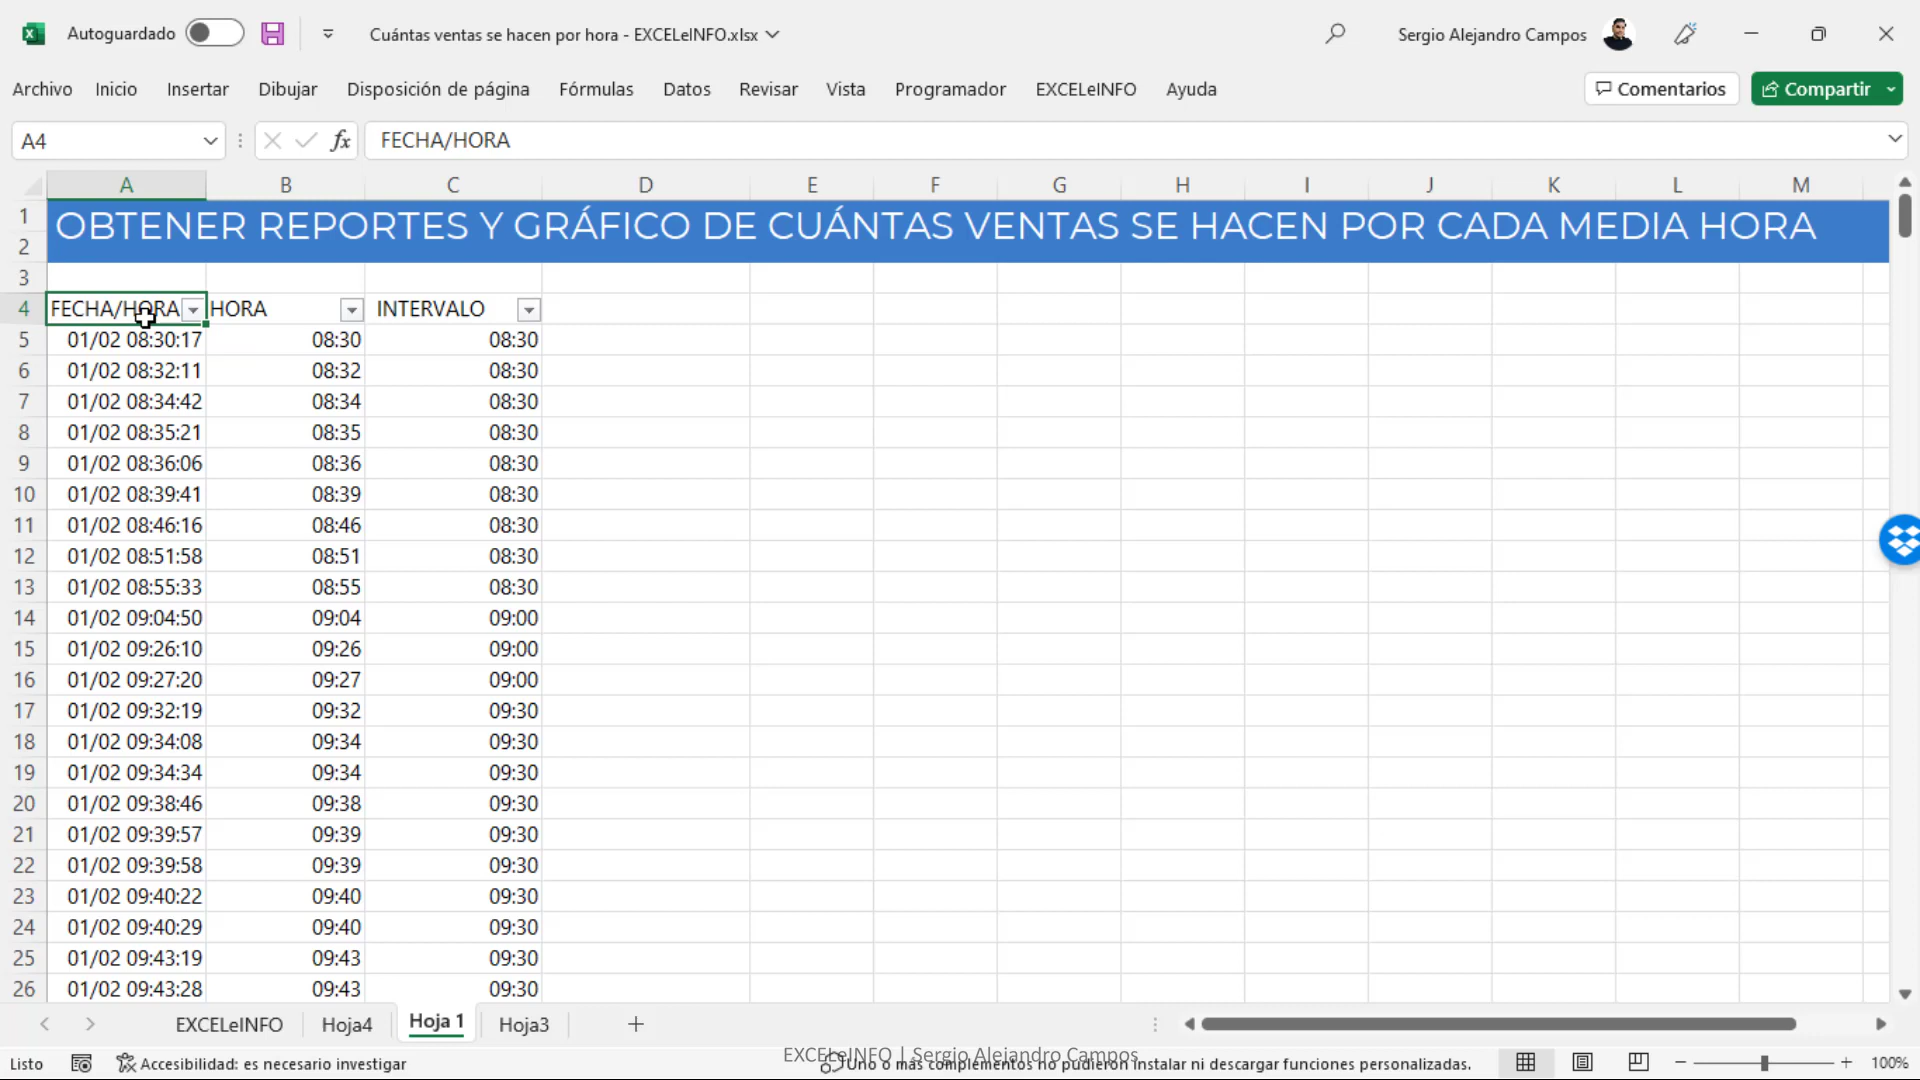 Autoguardado
Cuántas ventas se hacen por hora - EXCELeINFO.xlsx
Sergio Alejandro Campos
Archivo Inicio Insertar Dibujar Disposición de página Fórmulas Datos Revisar Vista Programador EXCELeINFO Ayuda
Comentarios Compartir
A4 fx FECHA/HORA
A B C D E F G H I J K L M
1 OBTENER REPORTES Y GRÁFICO DE CUÁNTAS VENTAS SE HACEN POR CADA MEDIA HORA
2
3
4 FECHA/HORA HORA INTERVALO
5 01/02 08:30:17 08:30 08:30
6 01/02 08:32:11 08:32 08:30
7 01/02 08:34:42 08:34 08:30
8 01/02 08:35:21 08:35 08:30
9 01/02 08:36:06 08:36 08:30
10 01/02 08:39:41 08:39 08:30
11 01/02 08:46:16 08:46 08:30
12 01/02 08:51:58 08:51 08:30
13 01/02 08:55:33 08:55 08:30
14 01/02 09:04:50 09:04 09:00
15 01/02 09:26:10 09:26 09:00
16 01/02 09:27:20 09:27 09:00
17 01/02 09:32:19 09:32 09:30
18 01/02 09:34:08 09:34 09:30
19 01/02 09:34:34 09:34 09:30
20 01/02 09:38:46 09:38 09:30
21 01/02 09:39:57 09:39 09:30
22 01/02 09:39:58 09:39 09:30
23 01/02 09:40:22 09:40 09:30
24 01/02 09:40:29 09:40 09:30
25 01/02 09:43:19 09:43 09:30
26 01/02 09:43:28 09:43 09:30
EXCELeINFO Hoja4 Hoja 1 Hoja3
EXCELeINFO | Sergio Alejandro Campos
Listo Accesibilidad: es necesario investigar Uno o más complementos no pudieron instalar ni descargar funciones personalizadas. 100%